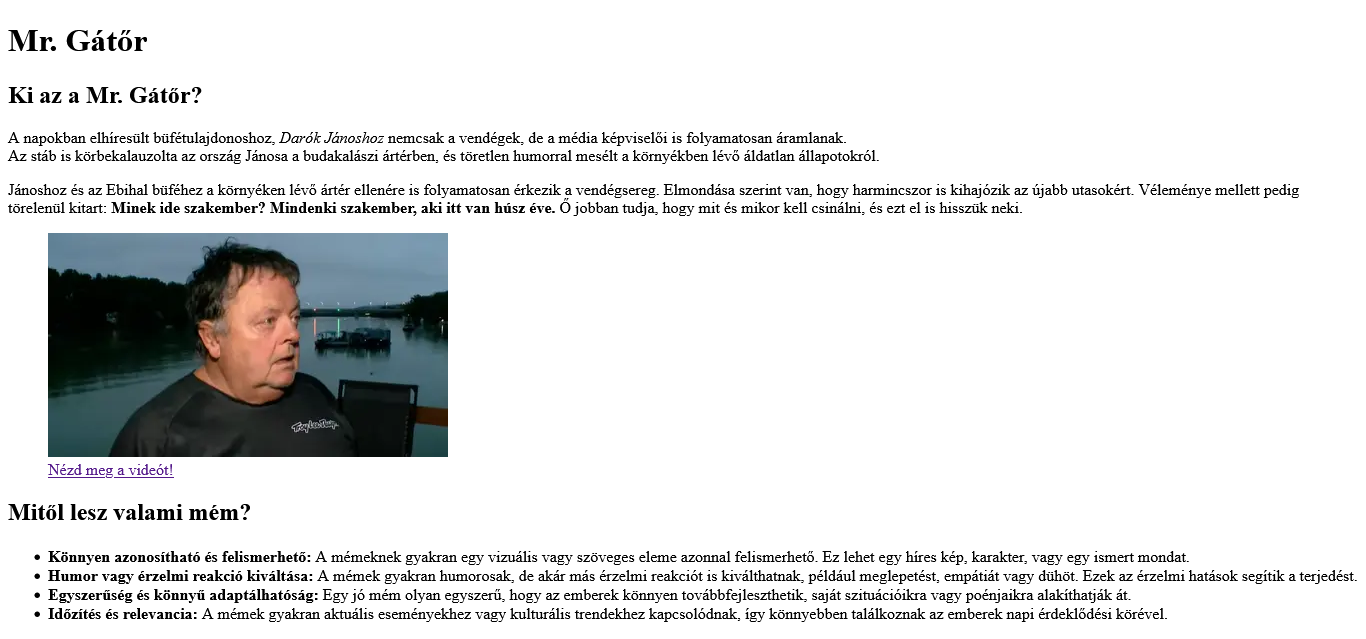 Mr. Gátőr
Ki az a Mr. Gátőr?
A napokban elhíresült büfétulajdonoshoz, Darók Jánoshoz nemcsak a vendégek, de a média képviselői is folyamatosan áramlanak.
Az stáb is körbekalauzolta az ország Jánosa a budakalászi ártérben, és töretlen humorral mesélt a környékben lévő áldatlan állapotokról.
Jánoshoz és az Ebihal büféhez a környéken lévő ártér ellenére is folyamatosan érkezik a vendégsereg. Elmondása szerint van, hogy harmincszor is kihajózik az újabb utasokért. Véleménye mellett pedig
törelenül kitart: Minek ide szakember? Mindenki szakember, aki itt van húsz éve. Ő jobban tudja, hogy mit és mikor kell csinálni, és ezt el is hisszük neki.
Troy Lee Designs
Nézd meg a videót!
Mitől lesz valami mém?
• Könnyen azonosítható és felismerhető: A mémeknek gyakran egy vizuális vagy szöveges eleme azonnal felismerhető. Ez lehet egy híres kép, karakter, vagy egy ismert mondat.
• Humor vagy érzelmi reakció kiváltása: A mémek gyakran humorosak, de akár más érzelmi reakciót is kiválthatnak, például meglepetést, empátiát vagy dühöt. Ezek az érzelmi hatások segítik a terjedést.
• Egyszerűség és könnyű adaptálhatóság: Egy jó mém olyan egyszerű, hogy az emberek könnyen továbbfejleszthetik, saját szituációikra vagy poénjaikra alakíthatják át.
• Időzítés és relevancia: A mémek gyakran aktuális eseményekhez vagy kulturális trendekhez kapcsolódnak, így könnyebben találkoznak az emberek napi érdeklődési körével.